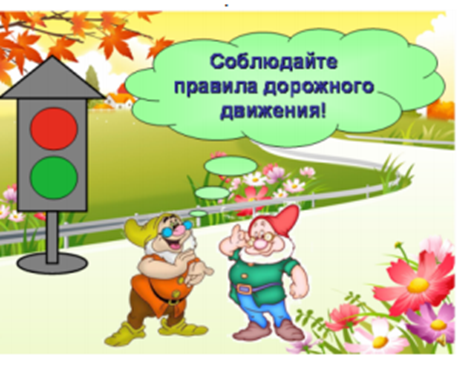 Соблюдайте
правила дорожного
движения!